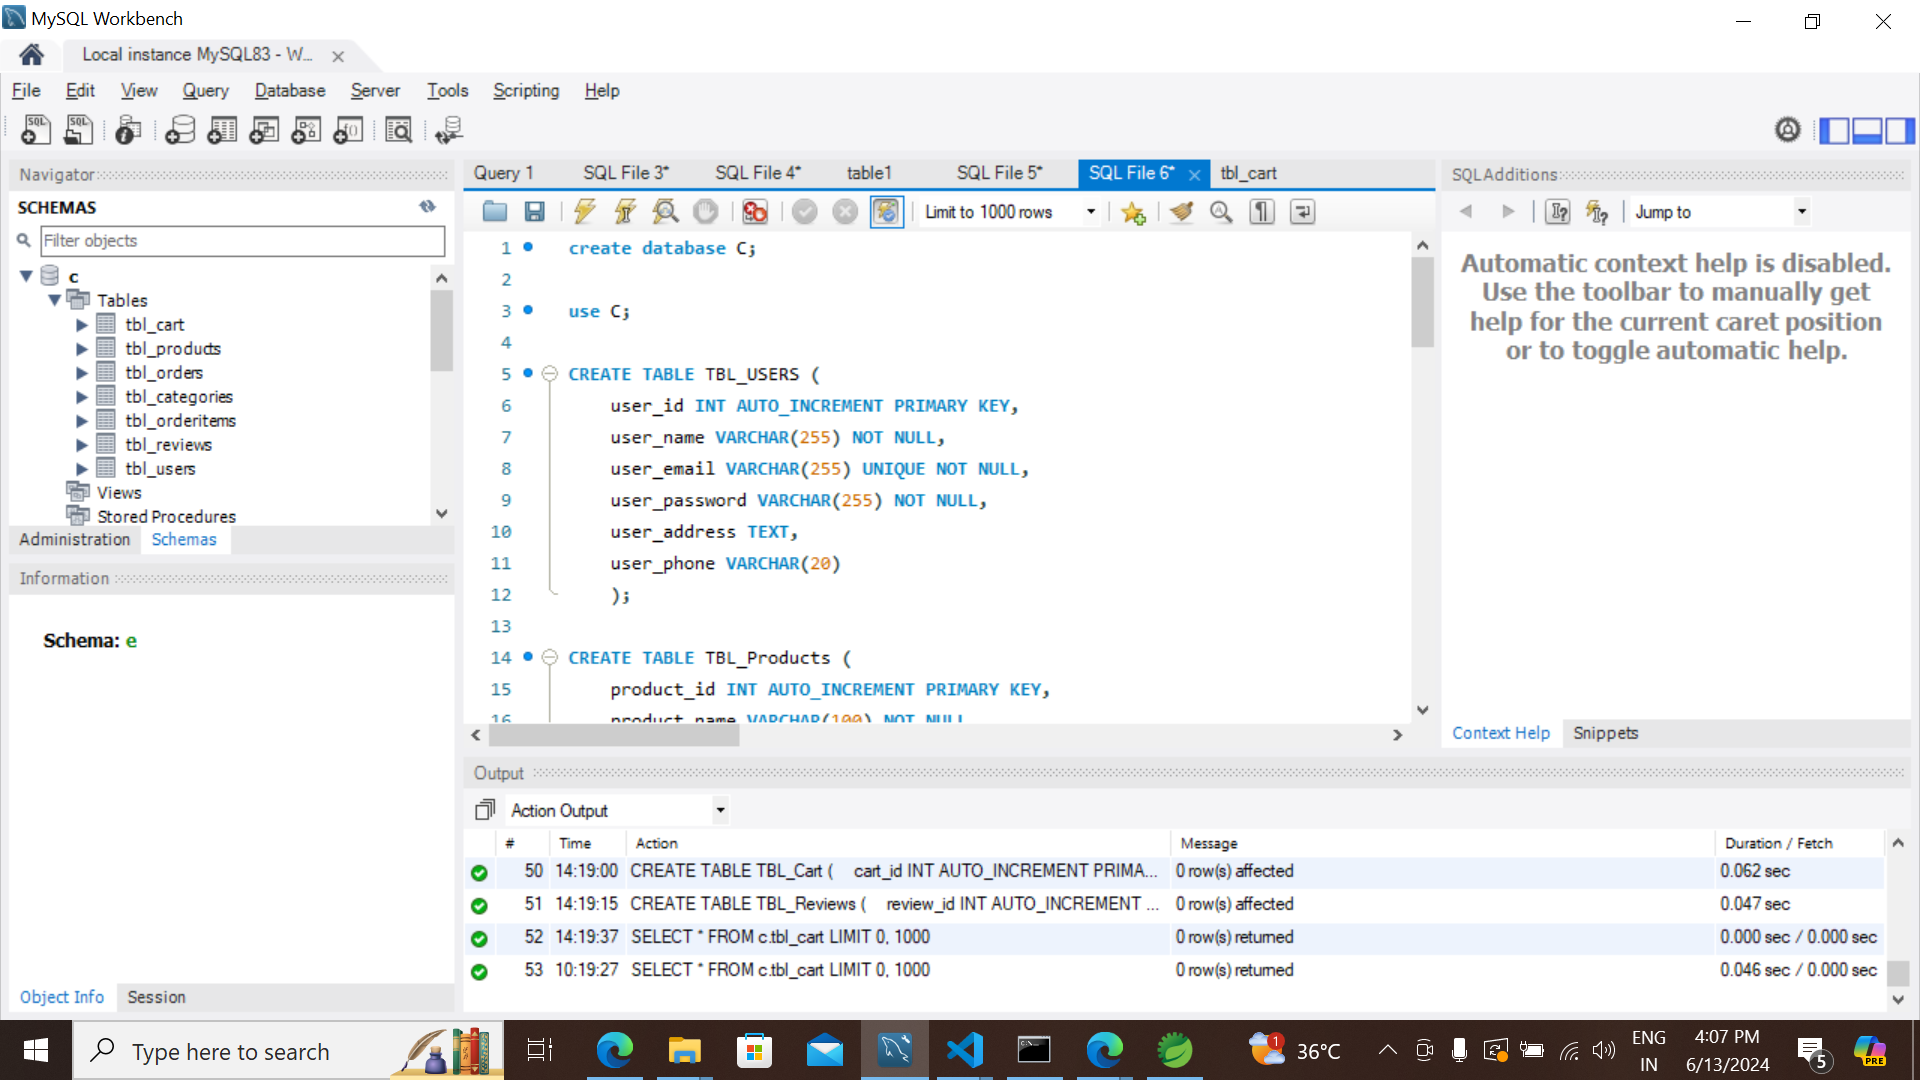 MySQL Workbench
Local instance MySQL83 - W...
File Edit View Query Database Server Tools Scripting Help
Navigator
SCHEMAS
Filter objects
c
Tables
tbl_cart
tbl_products
tbl_orders
tbl_categories
tbl_orderitems
tbl_reviews
tbl_users
Views
Stored Procedures
Administration Schemas
Information
Schema: e
Object Info Session
Query 1 SQL File 3* SQL File 4* table1 SQL File 5* SQL File 6* tbl_cart
Limit to 1000 rows
1 create database C;
2
3 use C;
4
5 CREATE TABLE TBL_USERS (
6 user_id INT AUTO_INCREMENT PRIMARY KEY,
7 user_name VARCHAR(255) NOT NULL,
8 user_email VARCHAR(255) UNIQUE NOT NULL,
9 user_password VARCHAR(255) NOT NULL,
10 user_address TEXT,
11 user_phone VARCHAR(20)
12 );
13
14 CREATE TABLE TBL_Products (
15 product_id INT AUTO_INCREMENT PRIMARY KEY,
16 product_name VARCHAR(100) NOT NULL
SQLAdditions
Jump to
Automatic context help is disabled.
Use the toolbar to manually get
help for the current caret position
or to toggle automatic help.
Context Help Snippets
Output
Action Output
# Time Action Message Duration / Fetch
50 14:19:00 CREATE TABLE TBL_Cart ( cart_id INT AUTO_INCREMENT PRIMA... 0 row(s) affected 0.062 sec
51 14:19:15 CREATE TABLE TBL_Reviews ( review_id INT AUTO_INCREMENT ... 0 row(s) affected 0.047 sec
52 14:19:37 SELECT * FROM c.tbl_cart LIMIT 0, 1000 0 row(s) returned 0.000 sec / 0.000 sec
53 10:19:27 SELECT * FROM c.tbl_cart LIMIT 0, 1000 0 row(s) returned 0.046 sec / 0.000 sec
Type here to search
1
36°C
ENG
IN
4:07 PM
6/13/2024
5
PRE